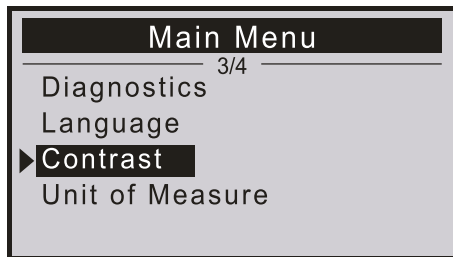 Main Menu
3/4
Diagnostics
Language
Contrast
Unit of Measure